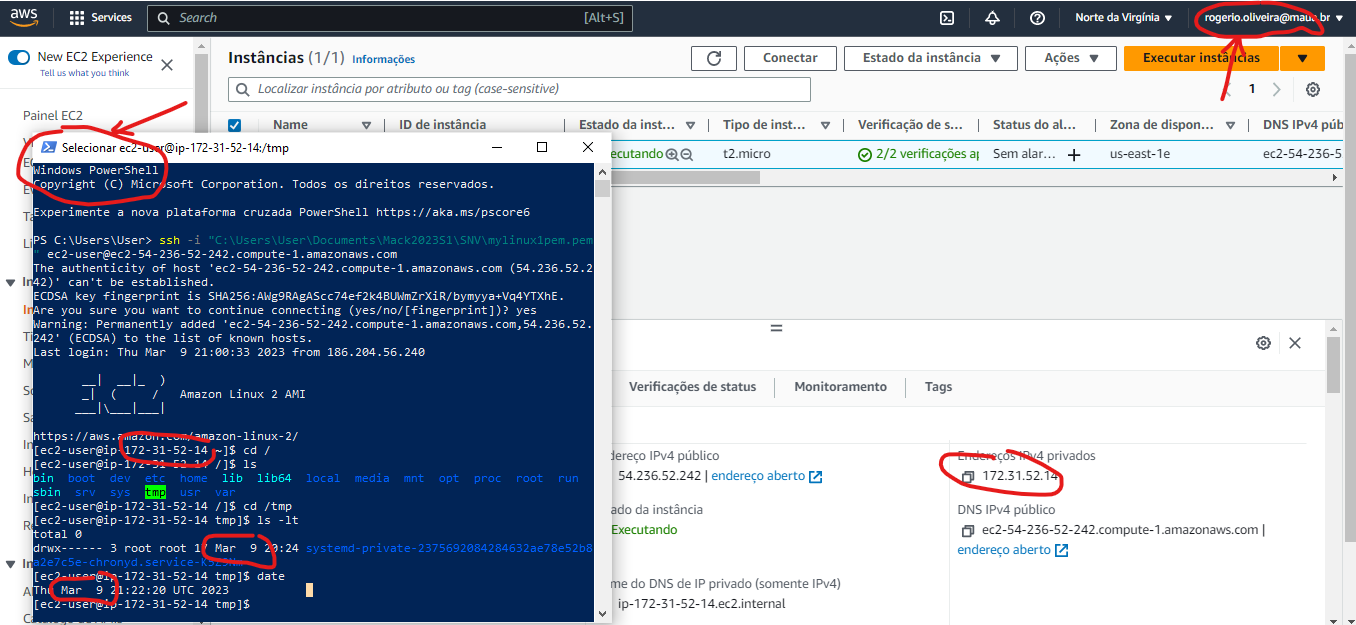 aws
Services
Search [Alt+S]
Norte da Virgínia
rogerio.oliveira@maua.br
New EC2 Experience
Tell us what you think
Instâncias (1/1) Informações
Conectar
Estado da instância
Ações
Executar instâncias
Localizar instância por atributo ou tag (case-sensitive)
1
Painel EC2
Name
ID de instância
Estado da inst...
Tipo de inst...
Verificação de s...
Status do al...
Zona de dispon...
DNS IPv4 púb
ecutando
t2.micro
2/2 verificações ap
Sem alar...
us-east-1e
ec2-54-236-5
Selecionar ec2-user@ip-172-31-52-14:/tmp
Windows PowerShell
Copyright (C) Microsoft Corporation. Todos os direitos reservados.
Experimente a nova plataforma cruzada PowerShell https://aka.ms/pscore6
PS C:\Users\User> ssh -i "C:\Users\User\Documents\Mack2023S1\SNV\mylinux1pem.pem
" ec2-user@ec2-54-236-52-242.compute-1.amazonaws.com
The authenticity of host 'ec2-54-236-52-242.compute-1.amazonaws.com (54.236.52.2
42)' can't be established.
ECDSA key fingerprint is SHA256:AWg9RAgAScc74ef2k4BUWmZrXiR/bymyya+Vq4YTXhE.
Are you sure you want to continue connecting (yes/no/[fingerprint])? yes
Warning: Permanently added 'ec2-54-236-52-242.compute-1.amazonaws.com,54.236.52.
242' (ECDSA) to the list of known hosts.
Last login: Thu Mar  9 21:00:33 2023 from 186.204.56.240
Amazon Linux 2 AMI
https://aws.amazon.com/amazon-linux-2/
[ec2-user@ip-172-31-52-14 ~]$ cd /
[ec2-user@ip-172-31-52-14 /]$ ls
bin boot dev etc home lib lib64 local media mnt opt proc root run
sbin srv sys tmp usr var
[ec2-user@ip-172-31-52-14 /]$ cd /tmp
[ec2-user@ip-172-31-52-14 tmp]$ ls -lt
total 0
drwx------ 3 root root 17 Mar  9 20:24 systemd-private-2375692084284632ae78e52b8
a2e7c5e-chronyd.service-
[ec2-user@ip-172-31-52-14 tmp]$ date
Thu Mar  9 21:22:20 UTC 2023
[ec2-user@ip-172-31-52-14 tmp]$
Verificações de status
Monitoramento
Tags
dereço IPv4 público
54.236.52.242 | endereço aberto
Endereços IPv4 privados
172.31.52.14
ado da instância
Executando
DNS IPv4 público
ec2-54-236-52-242.compute-1.amazonaws.com |
endereço aberto
me do DNS de IP privado (somente IPv4)
ip-172-31-52-14.ec2.internal